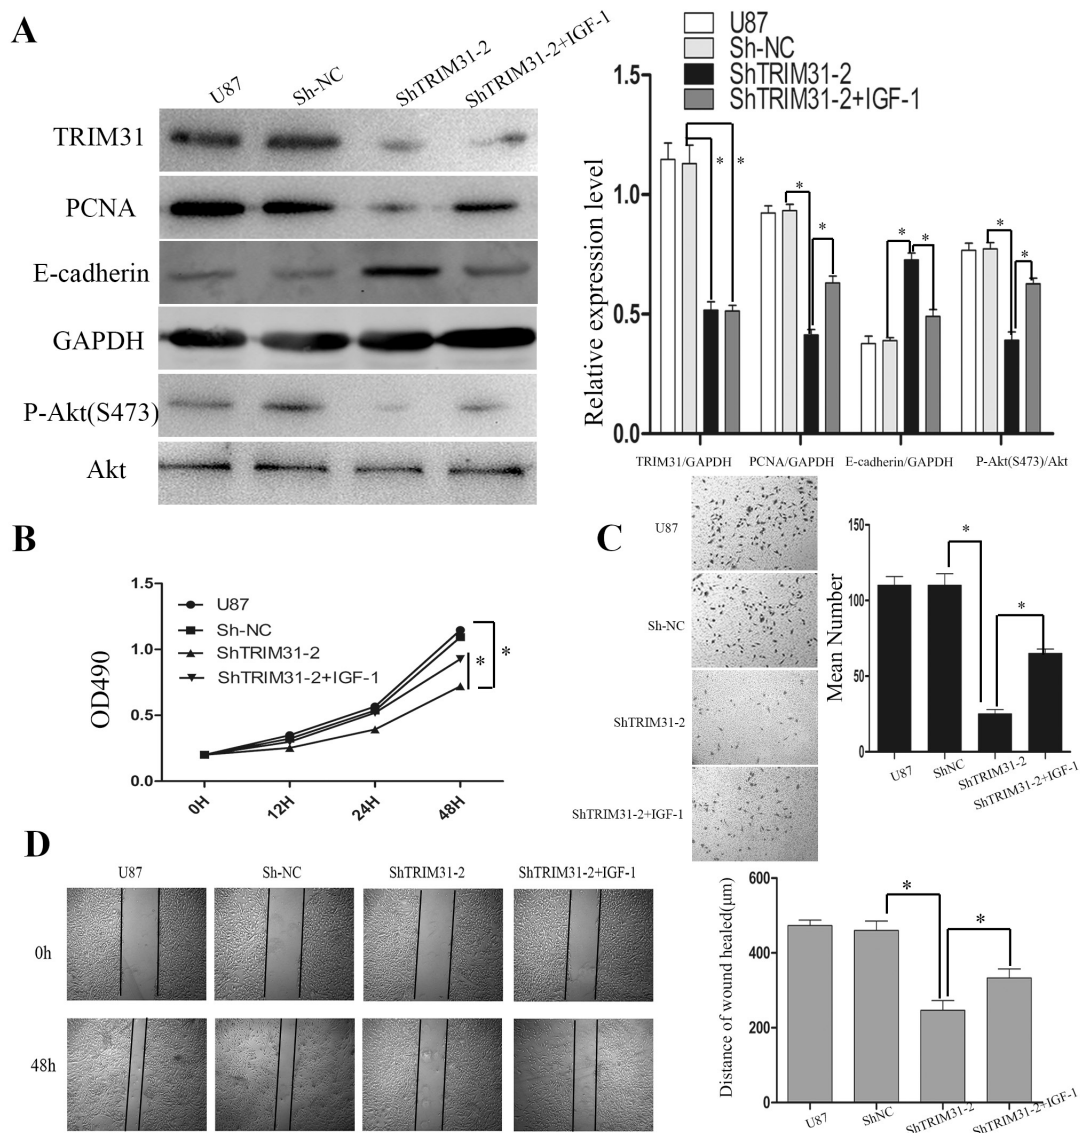 A
U87
Sh-NC
ShTRIM31-2
ShTRIM31-2+IGF-1
TRIM31
PCNA
E-cadherin
GAPDH
P-Akt(S473)
Akt
U87
Sh-NC
ShTRIM31-2
ShTRIM31-2+IGF-1
Relative expression level
1.5
1.0
0.5
0.0
* *
* *
* *
* *
TRIM31/GAPDH PCNA/GAPDH E-cadherin/GAPDH P-Akt(S473)/Akt
B
OD490
1.5
1.0
0.5
0.0
U87
Sh-NC
ShTRIM31-2
ShTRIM31-2+IGF-1
* *
0H 12H 24H 48H
C
U87
Sh-NC
ShTRIM31-2
ShTRIM31-2+IGF-1
Mean Number
150
100
50
0
*
*
U87 ShNC ShTRIM31-2 ShTRIM31-2+IGF-1
D
U87 Sh-NC ShTRIM31-2 ShTRIM31-2+IGF-1
0h
48h
Distance of wound healed(μm)
600
400
200
0
*
*
U87 ShNC ShTRIM31-2 ShTRIM31-2+IGF-1